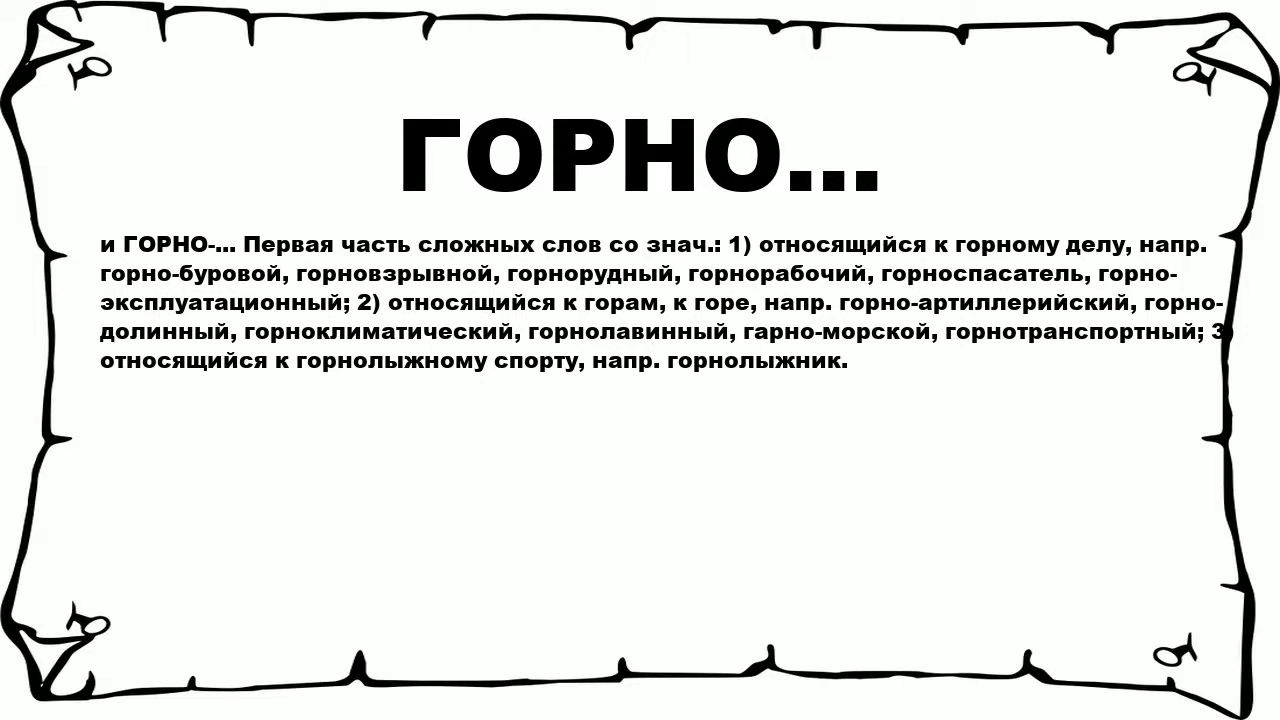 ГОРНО...
и ГОРНО-... Первая часть сложных слов со знач.: 1) относящийся к горному делу, напр.
горно-буровой, горновзрывной, горнорудный, горнорабочий, горноспасатель, горно-
эксплуатационный; 2) относящийся к горам, к горе, напр. горно-артиллерийский, горно-
долинный, горноклиматический, горнолавинный, гарно-морской, горнотранспортный; 3)
относящийся к горнолыжному спорту, напр. горнолыжник.